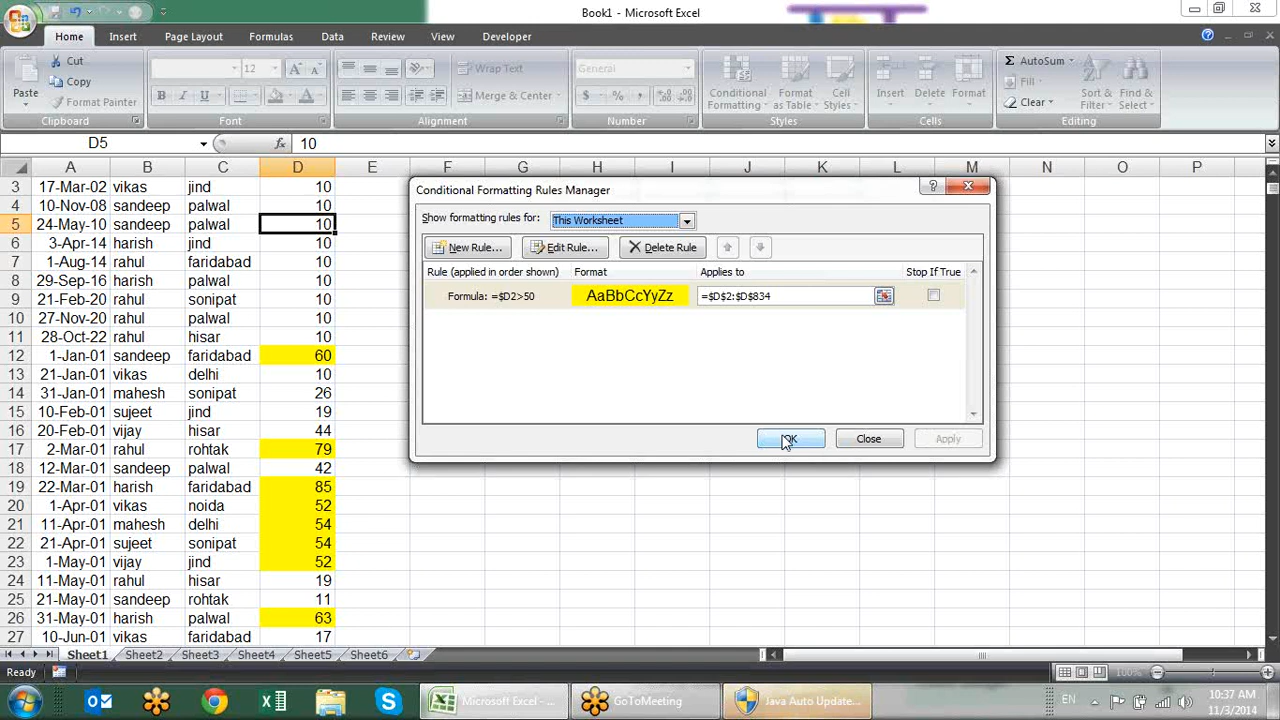 Book1 - Microsoft Excel
Home Insert Page Layout Formulas Data Review View Developer
Paste
Cut
Copy
Format Painter
Clipboard
12
Font
Wrap Text
Merge & Center
Alignment
General
Number
Conditional Formatting
Format as Table
Cell Styles
Styles
Insert Delete Format
Cells
AutoSum
Fill
Clear
Sort & Filter
Find & Select
Editing
D5 fx 10
A B C D E F G H I J K L M N O P
3 17-Mar-02 vikas jind 10
4 10-Nov-08 sandeep palwal 10
5 24-May-10 sandeep palwal 10
6 3-Apr-14 harish jind 10
7 1-Aug-14 rahul faridabad 10
8 29-Sep-16 harish palwal 10
9 21-Feb-20 rahul sonipat 10
10 27-Nov-20 rahul palwal 10
11 28-Oct-22 rahul hisar 10
12 1-Jan-01 sandeep faridabad 60
13 21-Jan-01 vikas delhi 10
14 31-Jan-01 mahesh sonipat 26
15 10-Feb-01 sujeet jind 19
16 20-Feb-01 vijay hisar 44
17 2-Mar-01 rahul rohtak 79
18 12-Mar-01 sandeep palwal 42
19 22-Mar-01 harish faridabad 85
20 1-Apr-01 vikas noida 52
21 11-Apr-01 mahesh delhi 54
22 21-Apr-01 sujeet sonipat 54
23 1-May-01 vijay jind 52
24 11-May-01 rahul hisar 19
25 21-May-01 sandeep rohtak 11
26 31-May-01 harish palwal 63
27 10-Jun-01 vikas faridabad 17
Conditional Formatting Rules Manager
Show formatting rules for: This Worksheet
New Rule... Edit Rule... Delete Rule
Rule (applied in order shown) Format Applies to Stop If True
Formula: =$D2>50 AaBbCcYyZz =$D$2:$D$834
OK Close Apply
Sheet1 Sheet2 Sheet3 Sheet4 Sheet5 Sheet6
Ready 100%
Microsoft Excel - ... GoToMeeting Java Auto Update... EN
10:37 AM
11/3/2014